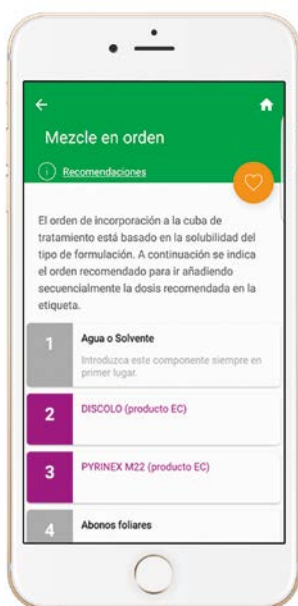 Mezcle en orden
i Recomendaciones
El orden de incorporación a la cuba de
tratamiento está basado en la solubilidad del
tipo de formulación. A continuación se indica
el orden recomendado para ir añadiendo
secuencialmente la dosis recomendada en la
etiqueta.
1 Agua o Solvente
Introduzca este componente siempre en
primer lugar.
2 DISCOLO (producto EC)
3 PYRINEX M22 (producto EC)
4 Abonos foliares